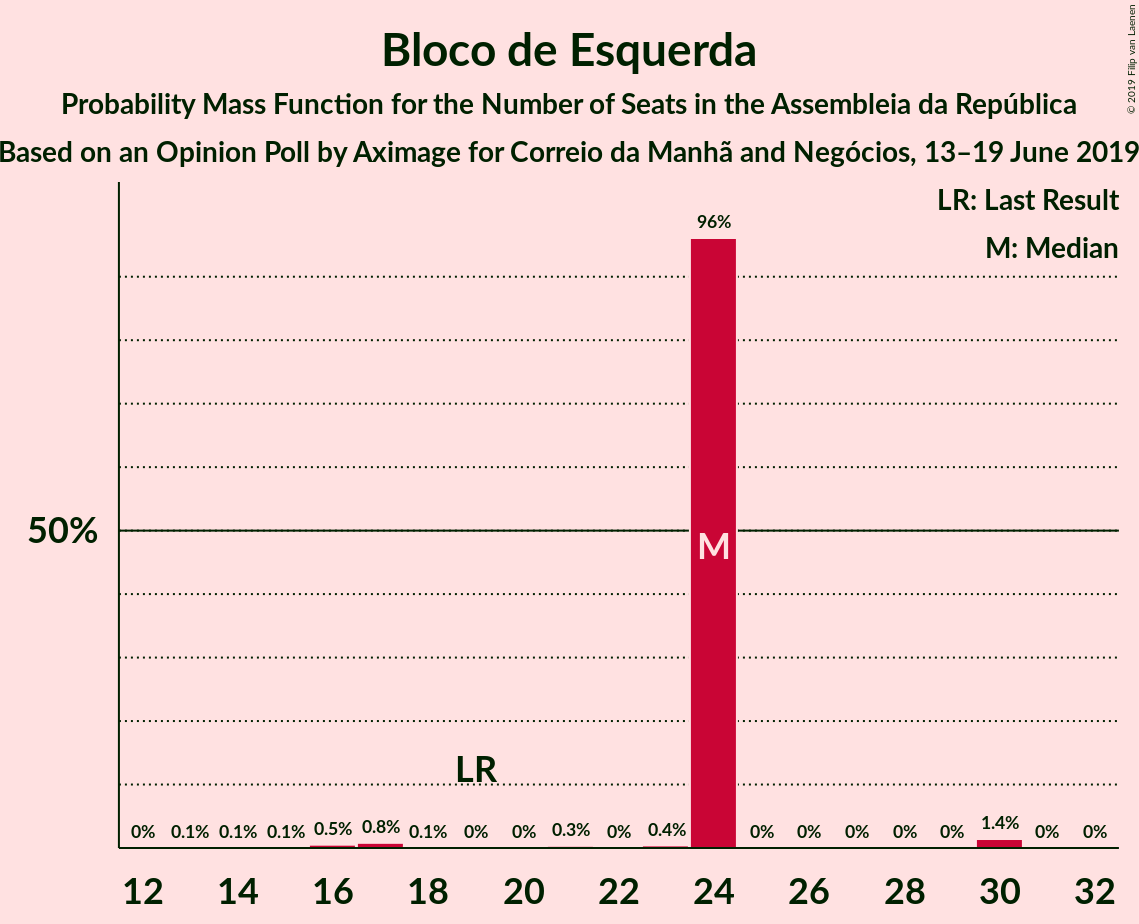 Bloco de Esquerda
Probability Mass Function for the Number of Seats in the Assembleia da República
Based on an Opinion Poll by Aximage for Correio da Manhã and Negócios, 13–19 June 2019
© 2019 Filip van Laenen
LR: Last Result
M: Median
96%
50%
M
LR
0% 0.1% 0.1% 0.1% 0.5% 0.8% 0.1% 0% 0% 0.3% 0% 0.4% 0% 0% 0% 0% 0% 1.4% 0% 0%
12 14 16 18 20 22 24 26 28 30 32